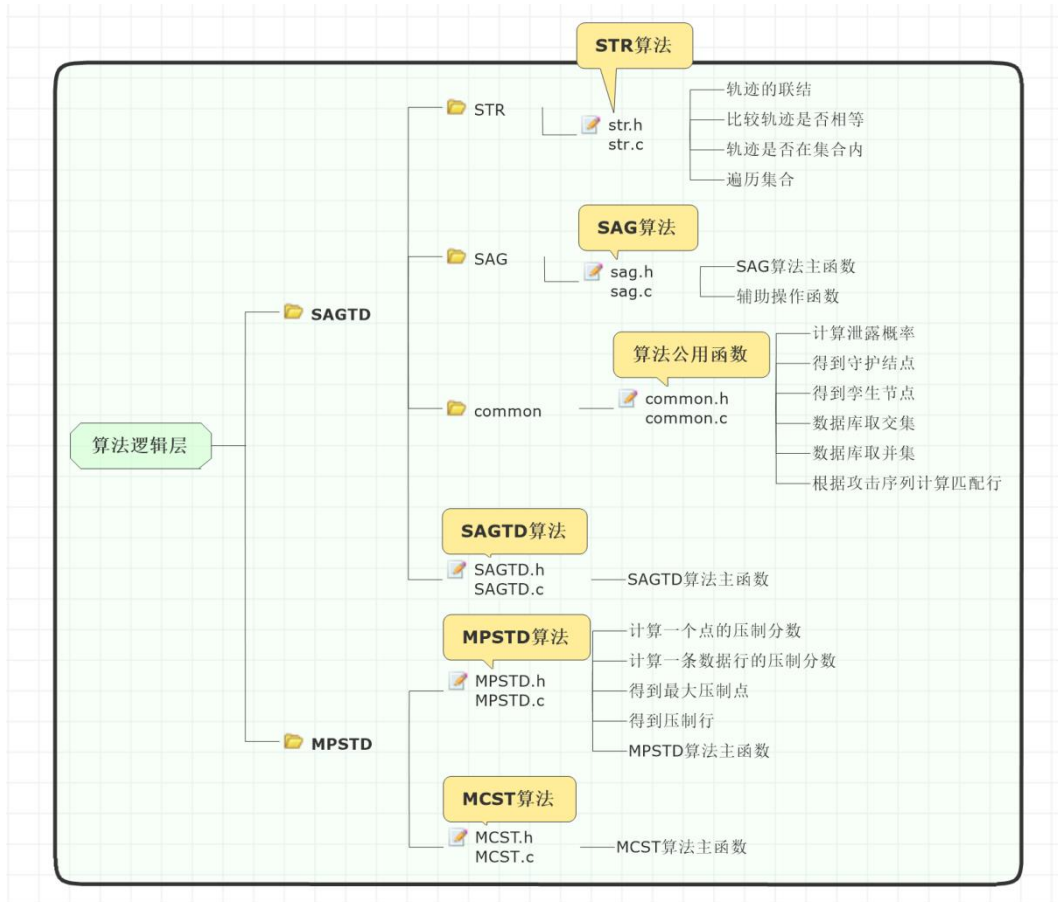 STR算法
STR
str.h
str.c
轨迹的联结
比较轨迹是否相等
轨迹是否在集合内
遍历集合
SAG算法
SAG
sag.h
sag.c
SAG算法主函数
辅助操作函数
SAGTD
算法公用函数
common
common.h
common.c
计算泄露概率
得到守护结点
得到孪生节点
数据库取交集
数据库取并集
根据攻击序列计算匹配行
算法逻辑层
SAGTD算法
SAGTD.h
SAGTD.c
SAGTD算法主函数
MPSTD算法
MPSTD.h
MPSTD.c
计算一个点的压制分数
计算一条数据行的压制分数
得到最大压制点
得到压制行
MPSTD算法主函数
MPSTD
MCST算法
MCST.h
MCST.c
MCST算法主函数